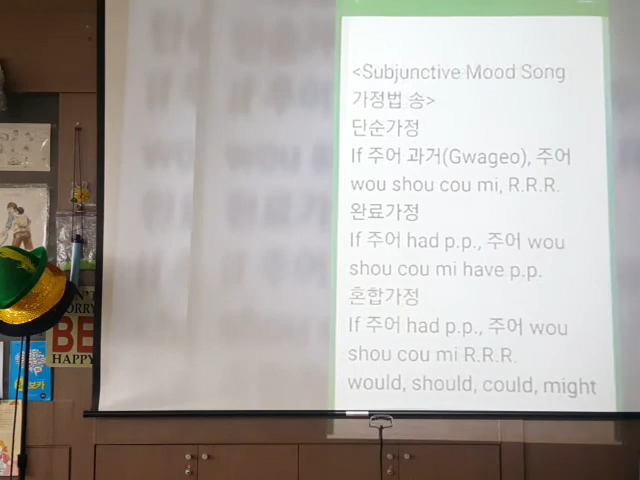 <Subjunctive Mood Song
가정법 송>
단순가정
If 주어 과거(Gwageo), 주어
wou shou cou mi, R.R.R.
완료가정
If 주어 had p.p., 주어 wou
shou cou mi have p.p.
혼합가정
If 주어 had p.p., 주어 wou
shou cou mi R.R.R.
would, should, could, might
BE
HAPPY